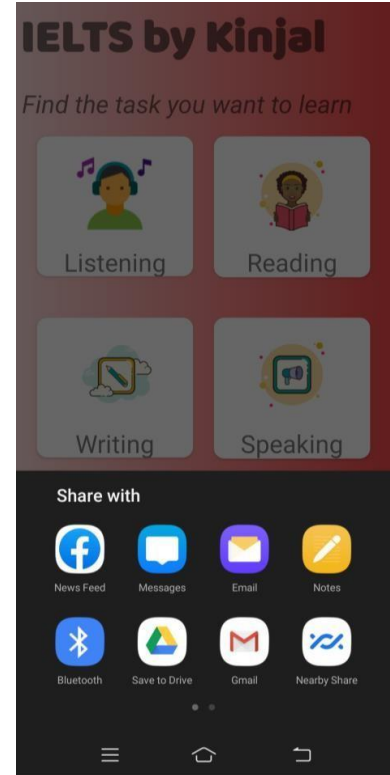 IELTS by Kinjal
Find the task you want to learn
Listening Reading
Writing Speaking
Share with
News Feed Messages Email Notes
Bluetooth Save to Drive Gmail Nearby Share